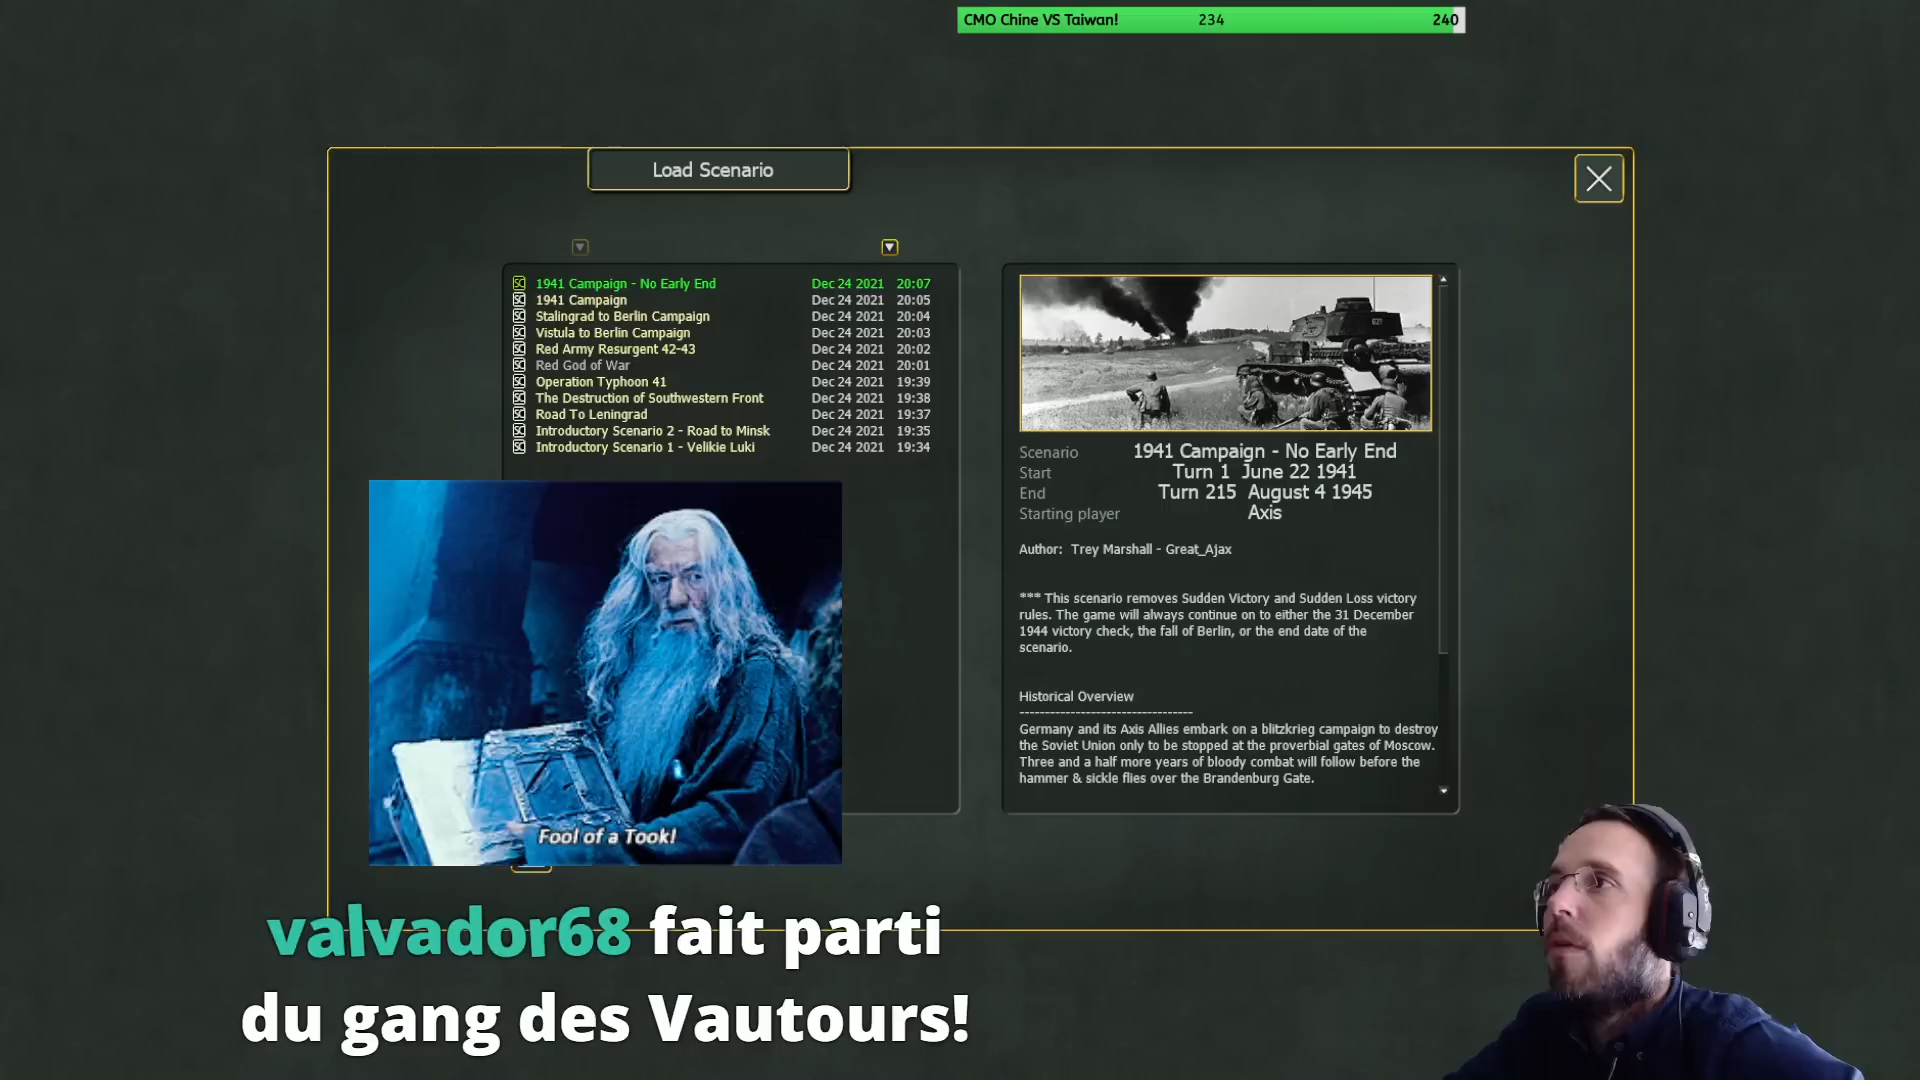 CMO Chine VS Taiwan! 234 240
Load Scenario
1941 Campaign - No Early End Dec 24 2021 20:07
1941 Campaign Dec 24 2021 20:05
Stalingrad to Berlin Campaign Dec 24 2021 20:04
Vistula to Berlin Campaign Dec 24 2021 20:03
Red Army Resurgent 42-43 Dec 24 2021 20:02
Red God of War Dec 24 2021 20:01
Operation Typhoon 41 Dec 24 2021 19:39
The Destruction of Southwestern Front Dec 24 2021 19:38
Road To Leningrad Dec 24 2021 19:37
Introductory Scenario 2 - Road to Minsk Dec 24 2021 19:35
Introductory Scenario 1 - Velikie Luki Dec 24 2021 19:34
Scenario 1941 Campaign - No Early End
Start Turn 1 June 22 1941
End Turn 215 August 4 1945
Starting player Axis
Author: Trey Marshall - Great_Ajax
*** This scenario removes Sudden Victory and Sudden Loss victory
rules. The game will always continue on to either the 31 December
1944 victory check, the fall of Berlin, or the end date of the
scenario.
Historical Overview
----------------------------------
Germany and its Axis Allies embark on a blitzkrieg campaign to destroy
the Soviet Union only to be stopped at the proverbial gates of Moscow.
Three and a half more years of bloody combat will follow before the
hammer & sickle flies over the Brandenburg Gate.
Fool of a Took!
valvador68 fait parti
du gang des Vautours!